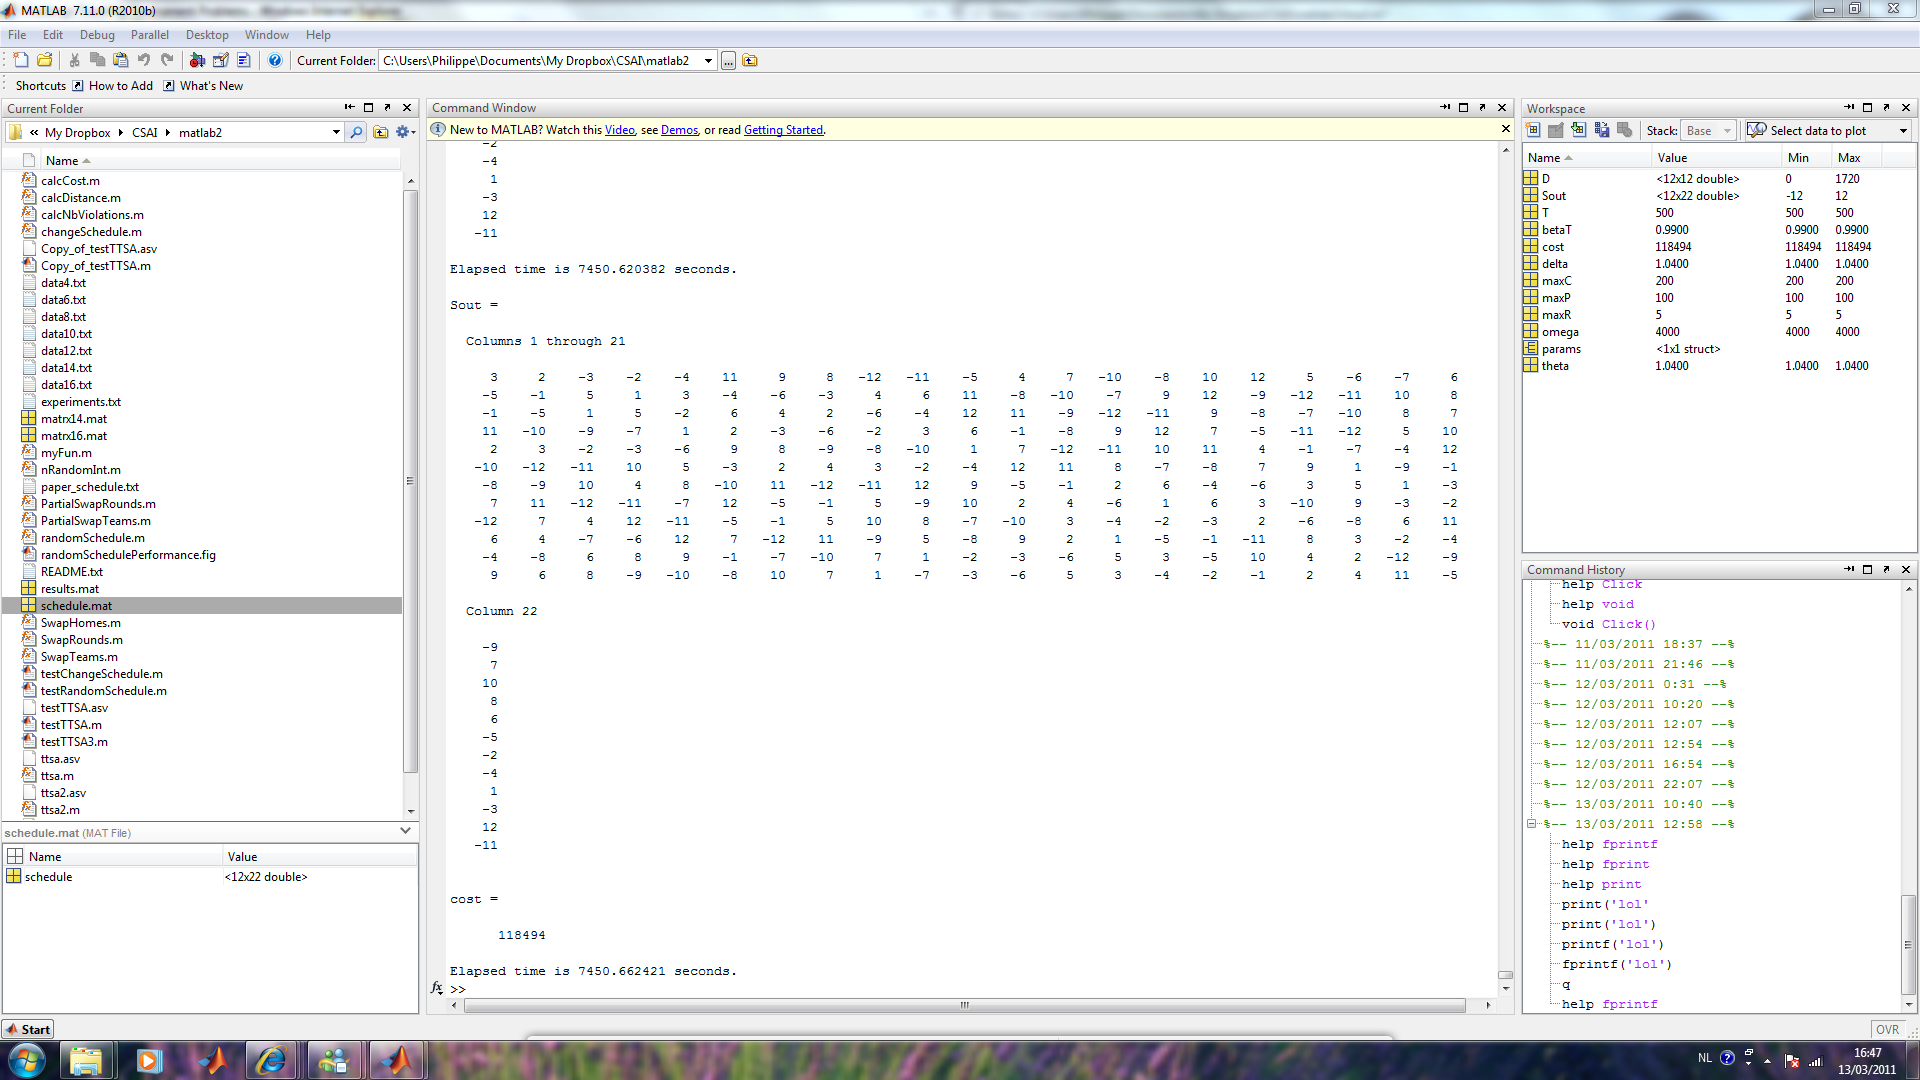 MATLAB 7.11.0 (R2010b)
File Edit Debug Parallel Desktop Window Help
Current Folder: C:\Users\Philippe\Documents\My Dropbox\CSAI\matlab2 ...
Shortcuts How to Add What's New
Current Folder
« My Dropbox CSAI matlab2
Name
calcCost.m
calcDistance.m
calcNbViolations.m
changeSchedule.m
Copy_of_testTTSA.asv
Copy_of_testTTSA.m
data4.txt
data6.txt
data8.txt
data10.txt
data12.txt
data14.txt
data16.txt
experiments.txt
matrx14.mat
matrx16.mat
myFun.m
nRandomInt.m
paper_schedule.txt
PartialSwapRounds.m
PartialSwapTeams.m
randomSchedule.m
randomSchedulePerformance.fig
README.txt
results.mat
schedule.mat
SwapHomes.m
SwapRounds.m
SwapTeams.m
testChangeSchedule.m
testRandomSchedule.m
testTTSA.asv
testTTSA.m
testTTSA3.m
ttsa.asv
ttsa.m
ttsa2.asv
ttsa2.m
schedule.mat (MAT File)
Name Value
schedule <12x22 double>
Command Window
New to MATLAB? Watch this Video, see Demos, or read Getting Started.
-2
-4
1
-3
12
-11
Elapsed time is 7450.620382 seconds.
Sout =
Columns 1 through 21
3 2 -3 -2 -4 11 9 8 -12 -11 -5 4 7 -10 -8 10 12 5 -6 -7 6
-5 -1 5 1 3 -4 -6 -3 4 6 11 -8 -10 -7 9 12 -9 -12 -11 10 8
-1 -5 1 5 -2 6 4 2 -6 -4 12 11 -9 -12 -11 9 -8 -7 -10 8 7
11 -10 -9 -7 1 2 -3 -6 -2 3 6 -1 -8 9 12 7 -5 -11 -12 5 10
2 3 -2 -3 -6 9 8 -9 -8 -10 1 7 -12 -11 10 11 4 -1 -7 -4 12
-10 -12 -11 10 5 -3 2 4 3 -2 -4 12 11 8 -7 -8 7 9 1 -9 -1
-8 -9 10 4 8 -10 11 -12 -11 12 9 -5 -1 2 6 -4 -6 3 5 1 -3
7 11 -12 -11 -7 12 -5 -1 5 -9 10 2 4 -6 1 6 3 -10 9 -3 -2
-12 7 4 12 -11 -5 -1 5 10 8 -7 -10 3 -4 -2 -3 2 -6 -8 6 11
6 4 -7 -6 12 7 -12 11 -9 5 -8 9 2 1 -5 -1 -11 8 3 -2 -4
-4 -8 6 8 9 -1 -7 -10 7 1 -2 -3 -6 5 3 -5 10 4 2 -12 -9
9 6 8 -9 -10 -8 10 7 1 -7 -3 -6 5 3 -4 -2 -1 2 4 11 -5
Column 22
-9
7
10
8
6
-5
-2
-4
1
-3
12
-11
cost =
118494
Elapsed time is 7450.662421 seconds.
fx >>
Workspace
Stack: Base Select data to plot
Name Value Min Max
D <12x12 double> 0 1720
Sout <12x22 double> -12 12
T 500 500 500
betaT 0.9900 0.9900 0.9900
cost 118494 118494 118494
delta 1.0400 1.0400 1.0400
maxC 200 200 200
maxP 100 100 100
maxR 5 5 5
omega 4000 4000 4000
params <1x1 struct>
theta 1.0400 1.0400 1.0400
Command History
help Click
help void
void Click()
%-- 11/03/2011 18:37 --%
%-- 11/03/2011 21:46 --%
%-- 12/03/2011 0:31 --%
%-- 12/03/2011 10:20 --%
%-- 12/03/2011 12:07 --%
%-- 12/03/2011 12:54 --%
%-- 12/03/2011 16:54 --%
%-- 12/03/2011 22:07 --%
%-- 13/03/2011 10:40 --%
%-- 13/03/2011 12:58 --%
help fprintf
help fprint
help print
print('lol'
print('lol')
printf('lol')
fprintf('lol')
q
help fprintf
Start
OVR
NL
16:47
13/03/2011